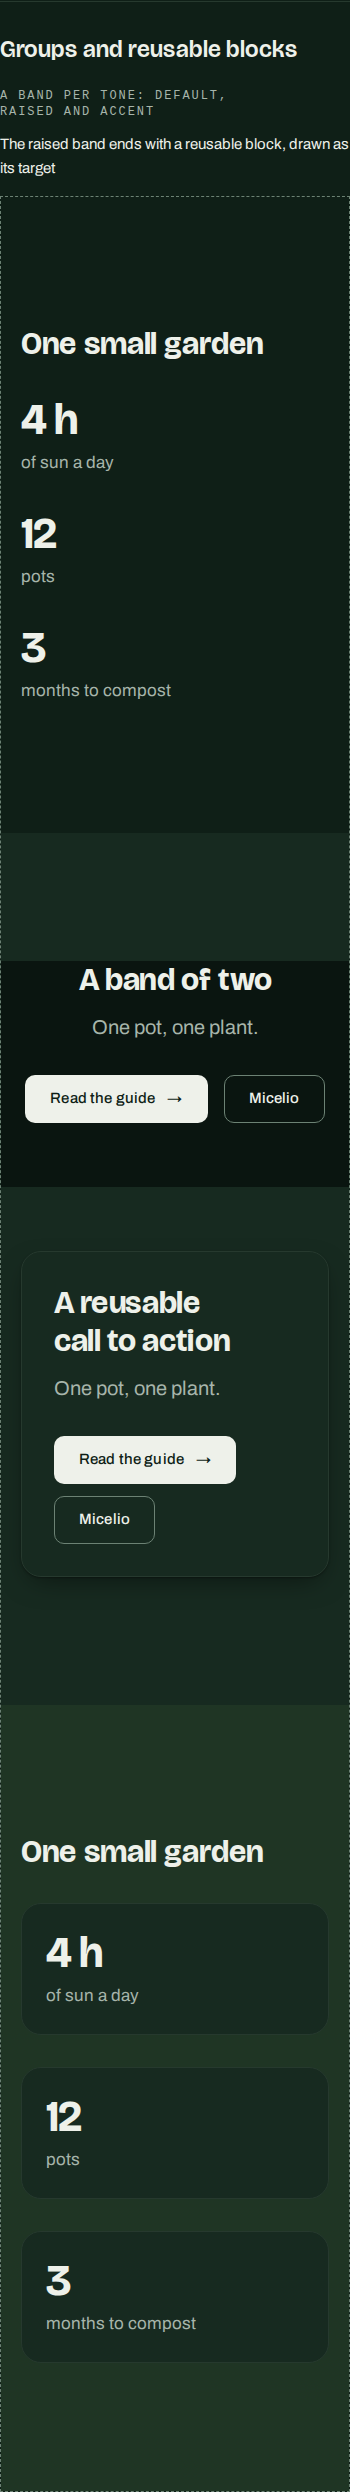 Groups and reusable blocks
A BAND PER TONE: DEFAULT,
RAISED AND ACCENT
The raised band ends with a reusable block, drawn as
its target
One small garden
4 h
of sun a day
12
pots
3
months to compost
A band of two
One pot, one plant.
Read the guide →
Micelio
A reusable
call to action
One pot, one plant.
Read the guide →
Micelio
One small garden
4 h
of sun a day
12
pots
3
months to compost